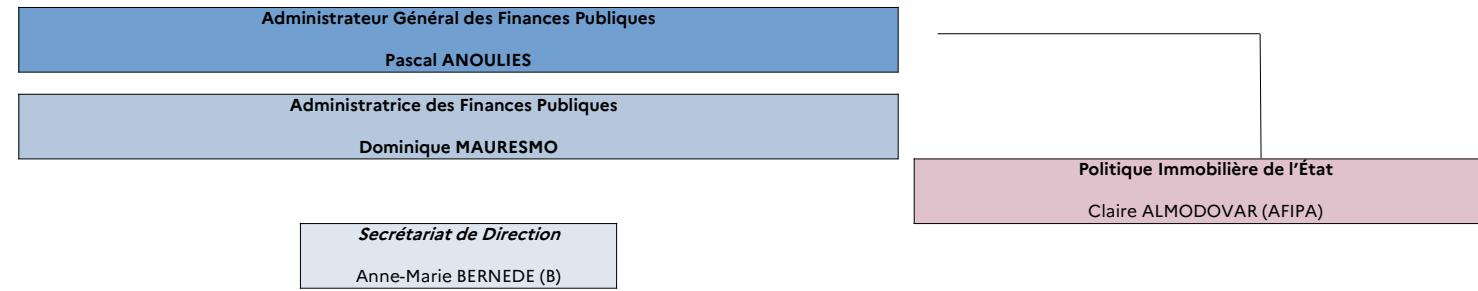 Administrateur Général des Finances Publiques
Pascal ANOULIES
Administratrice des Finances Publiques
Dominique MAURESMO
Politique Immobilière de l’État
Claire ALMODOVAR (AFIPA)
Secrétariat de Direction
Anne-Marie BERNEDE (B)